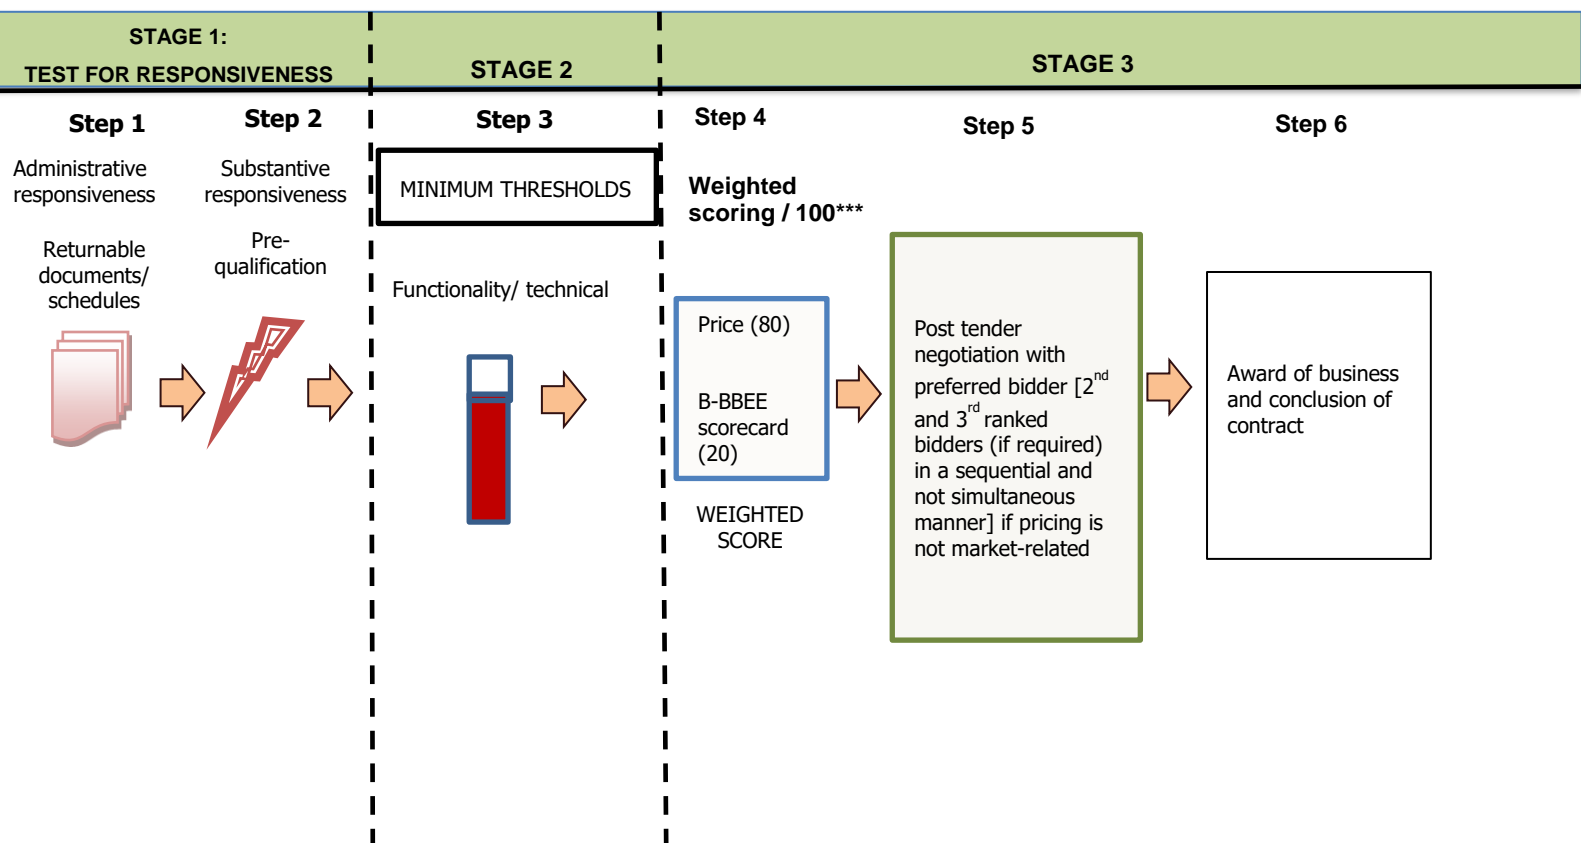 STAGE 1:
TEST FOR RESPONSIVENESS
STAGE 2
STAGE 3
Step 1
Step 2
Step 3
Step 4
Step 5
Step 6
Administrative
responsiveness
Returnable
documents/
schedules
Substantive
responsiveness
Pre-
qualification
MINIMUM THRESHOLDS
Functionality/ technical
Weighted
scoring / 100***
Price (80)
B-BBEE
scorecard
(20)
WEIGHTED
SCORE
Post tender
negotiation with
preferred bidder [2nd
and 3rd ranked
bidders (if required)
in a sequential and
not simultaneous
manner] if pricing is
not market-related
Award of business
and conclusion of
contract